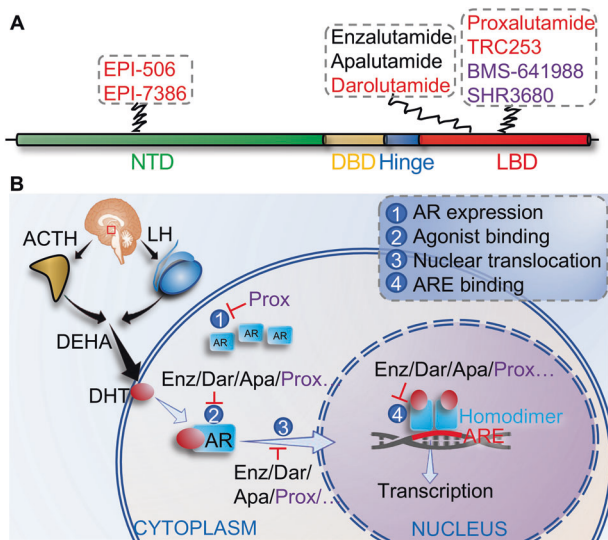 A
EPI-506
EPI-7386
Enzalutamide
Apalutamide
Darolutamide
Proxalutamide
TRC253
BMS-641988
SHR3680
NTD
DBD
Hinge
LBD
B
ACTH
LH
DEHA
DHT
1 AR expression
2 Agonist binding
3 Nuclear translocation
4 ARE binding
1
Prox
AR
AR
AR
Enz/Dar/Apa/Prox..
2
AR
3
Enz/Dar/
Apa/Prox/..
Enz/Dar/Apa/Prox...
4
Homodimer
ARE
Transcription
CYTOPLASM
NUCLEUS